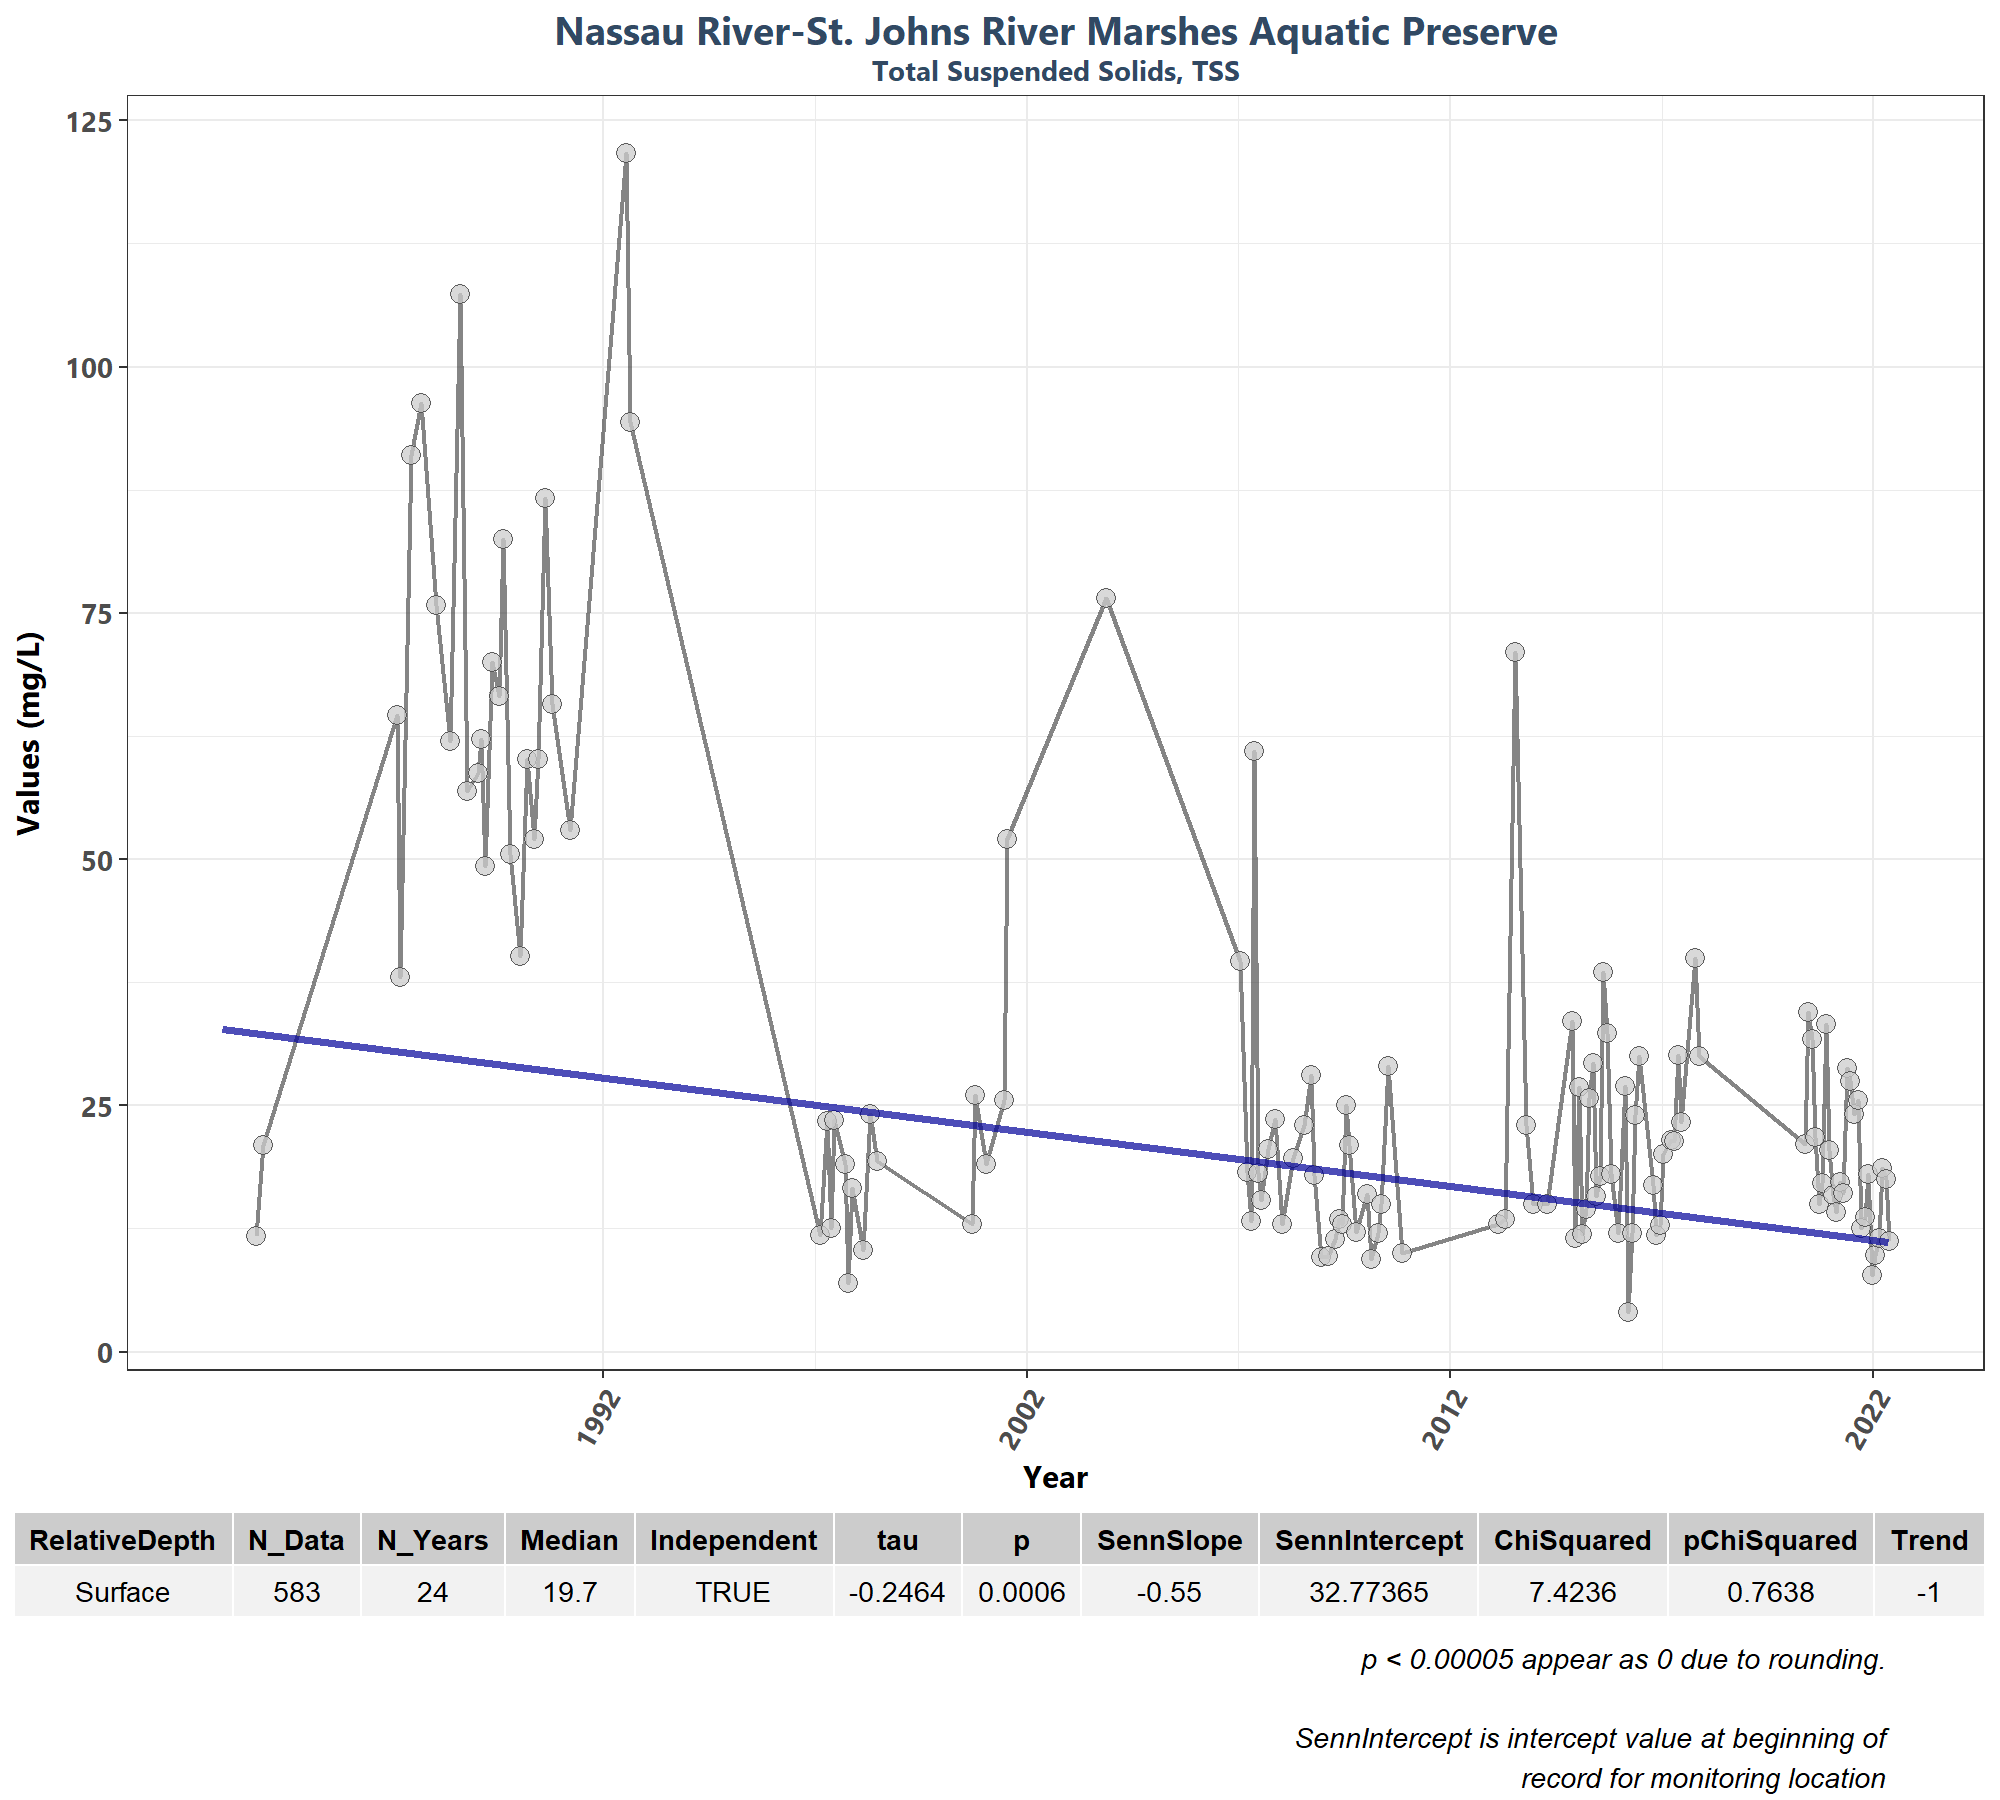 Nassau River-St. Johns River Marshes Aquatic Preserve
Total Suspended Solids, TSS
125
100
75
50
25
0
Values (mg/L)
1992
2002
2012
2022
Year
RelativeDepth N_Data N_Years Median Independent tau p SennSlope SennIntercept ChiSquared pChiSquared Trend
Surface 583 24 19.7 TRUE -0.2464 0.0006 -0.55 32.77365 7.4236 0.7638 -1
p < 0.00005 appear as 0 due to rounding.
SennIntercept is intercept value at beginning of
record for monitoring location